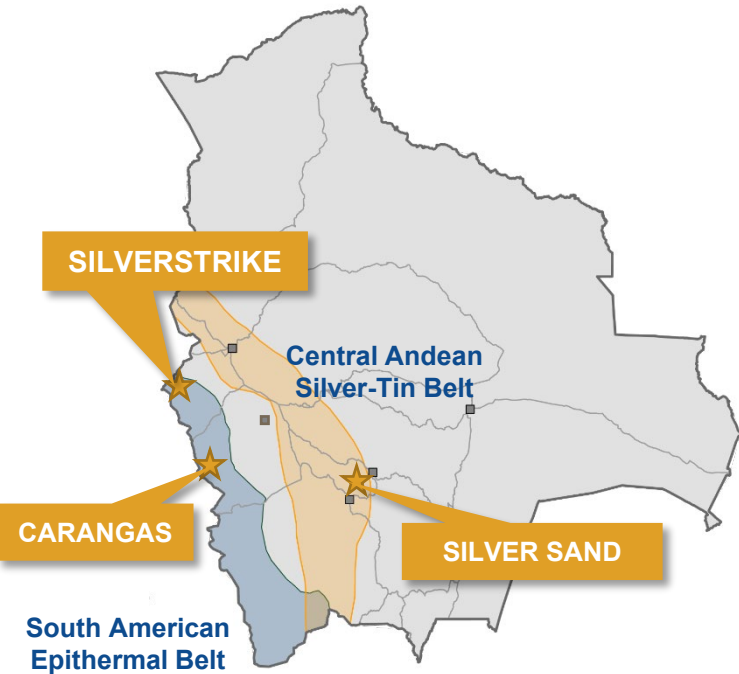 SILVERSTRIKE
Central Andean
Silver-Tin Belt
CARANGAS
SILVER SAND
South American
Epithermal Belt